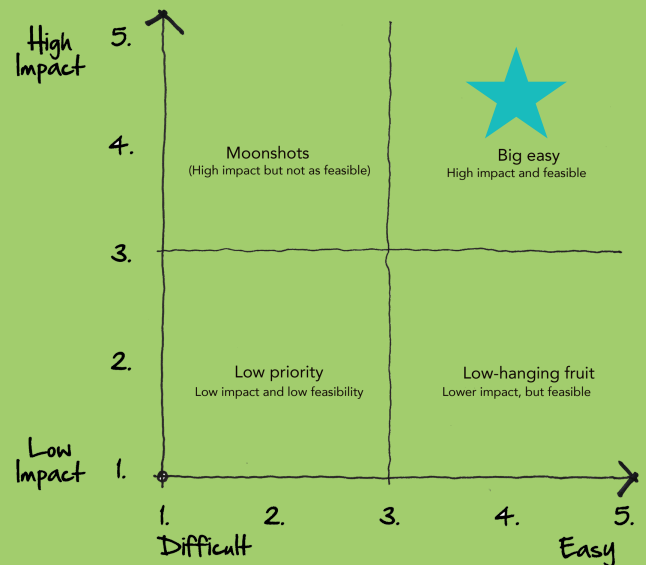 High
Impact
5.
4.
Moonshots
(High impact but not as feasible)
Big easy
High impact and feasible
3.
2.
Low priority
Low impact and low feasibility
Low-hanging fruit
Lower impact, but feasible
Low
Impact
1.
1.
2.
3.
4.
5.
Difficult
Easy